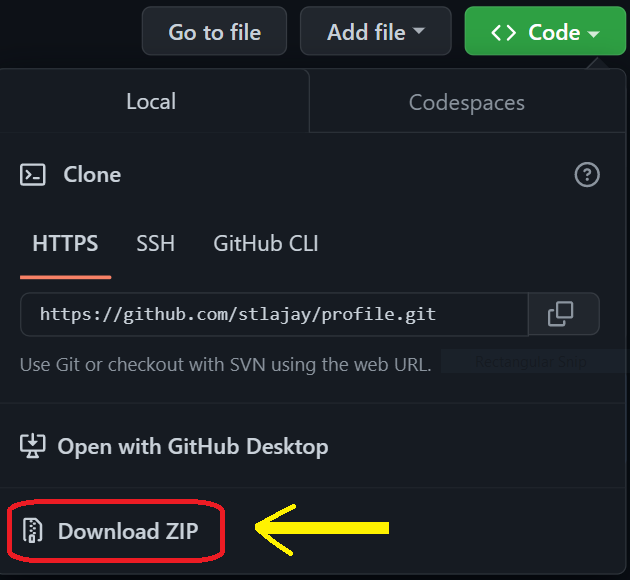 Go to file
Add file
<> Code
Local
Codespaces
Clone
HTTPS
SSH
GitHub CLI
https://github.com/stlajay/profile.git
Use Git or checkout with SVN using the web URL.
Rectangular Snip
Open with GitHub Desktop
Download ZIP